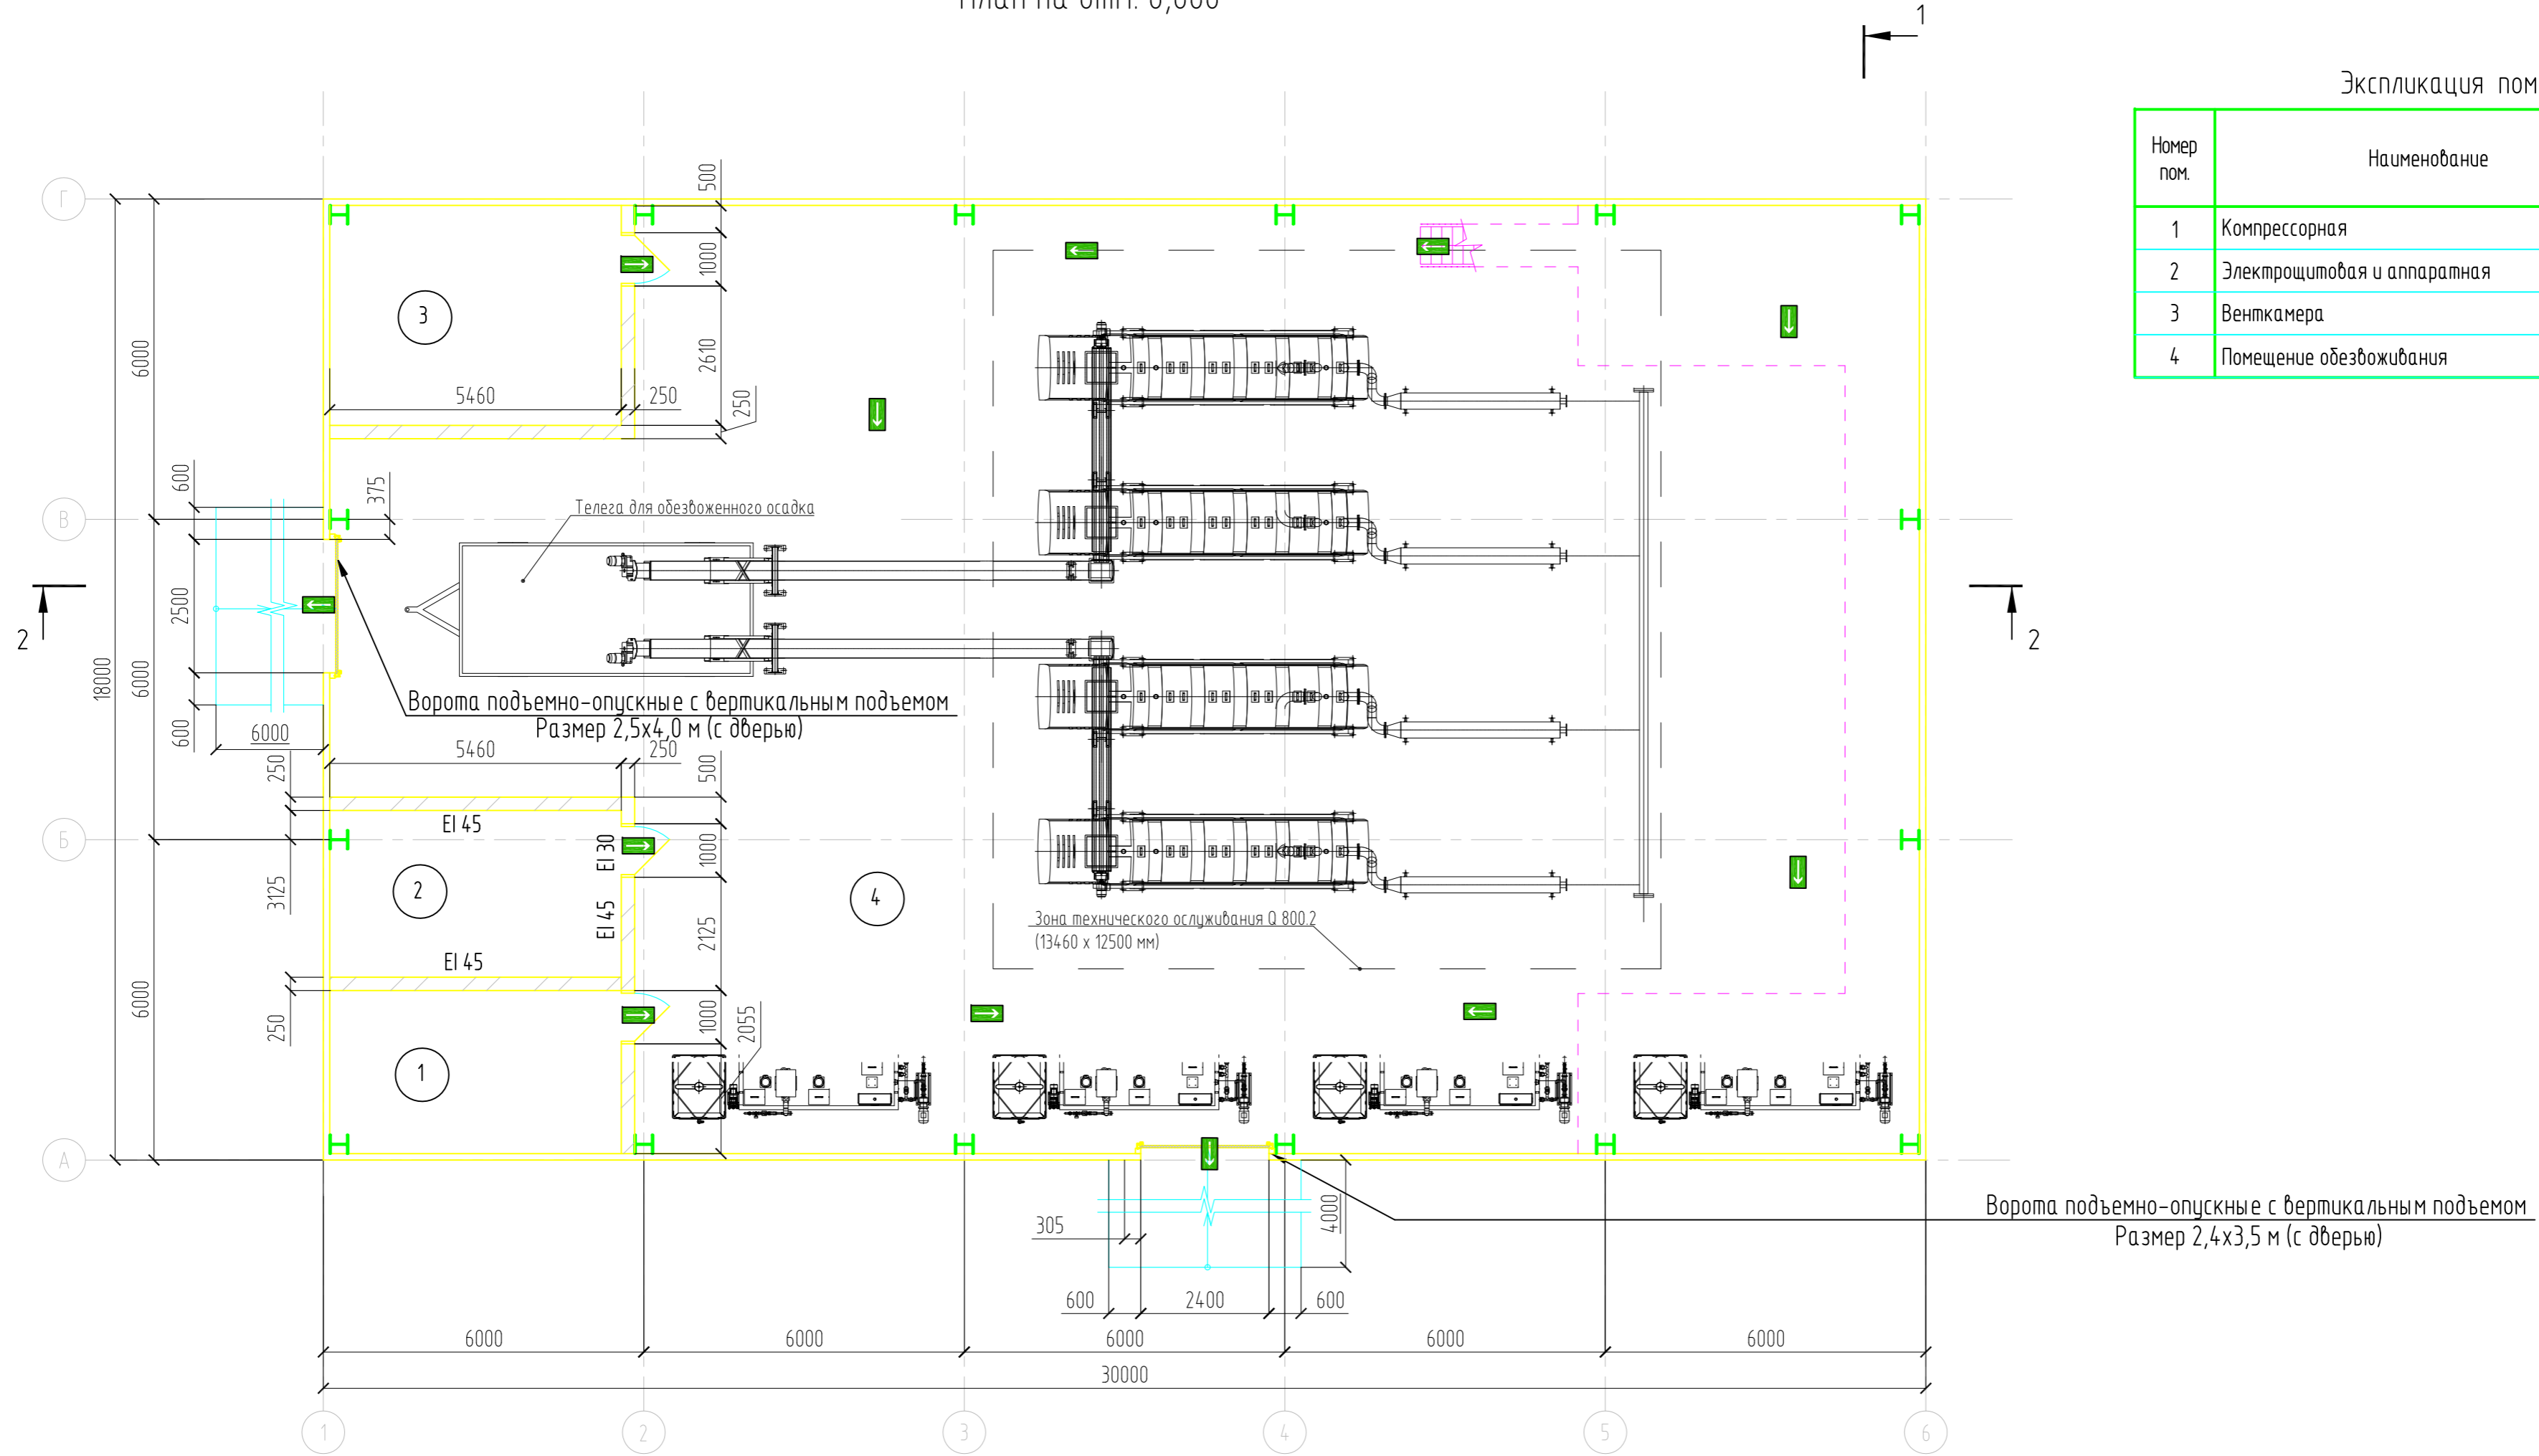 План на отм. 0,000
1
Экспликация пом
Номер
пом.
Наименование
1
Компрессорная
2
Электрощитовая и аппаратная
3
Венткамера
4
Помещение обезвоживания
Г
500
1000
3
2610
6000
5460
250
250
600
375
В
Телега для обезвоженного осадка
2500
2
2
18000
6000
Ворота подъемно-опускные с вертикальным подъемом
Размер 2,5х4,0 м (с дверью)
600
6000
5460
250
250
500
EI 45
Б
EI 30
1000
2
3125
4
EI 45
2125
Зона технического ослуживания Q 800.2
(13460 x 12500 мм)
EI 45
6000
250
1000
2055
1
А
305
4000
Ворота подъемно-опускные с вертикальным подъемом
Размер 2,4х3,5 м (с дверью)
600
2400
600
6000
6000
6000
6000
6000
30000
1
2
3
4
5
6